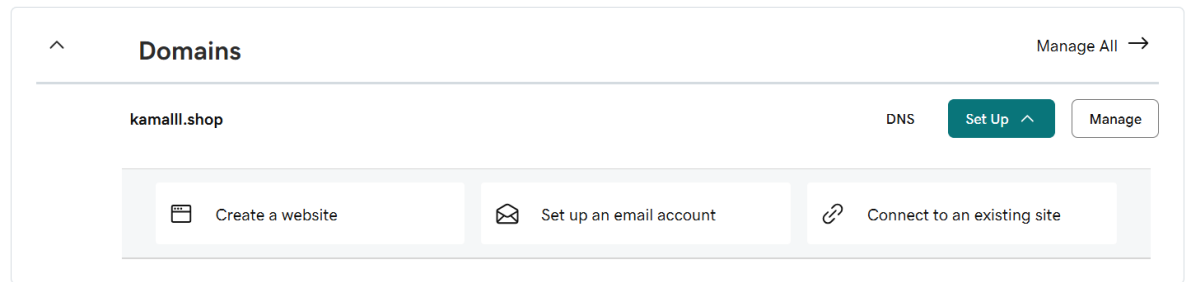 Domains
Manage All
kamalll.shop
DNS
Set Up
Manage
Create a website
Set up an email account
Connect to an existing site